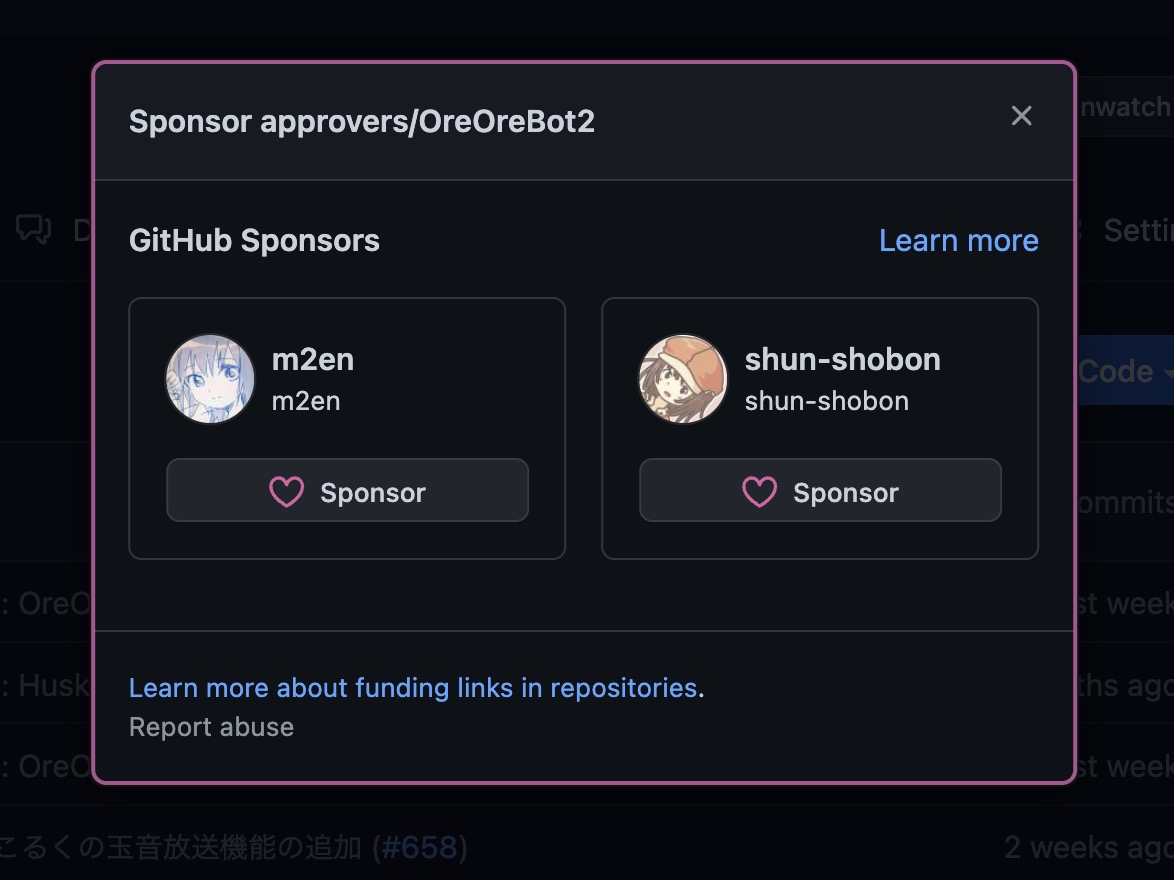 Sponsor approvers/OreOreBot2
nwatch
Settin
GitHub Sponsors
Learn more
m2en
m2en
Sponsor
shun-shobon
shun-shobon
Sponsor
Code
ommits
: OreO
st week
: Husk
ths ago
: OreO
st week
Learn more about funding links in repositories.
Report abuse
こるくの玉音放送機能の追加 (#658)
2 weeks ago